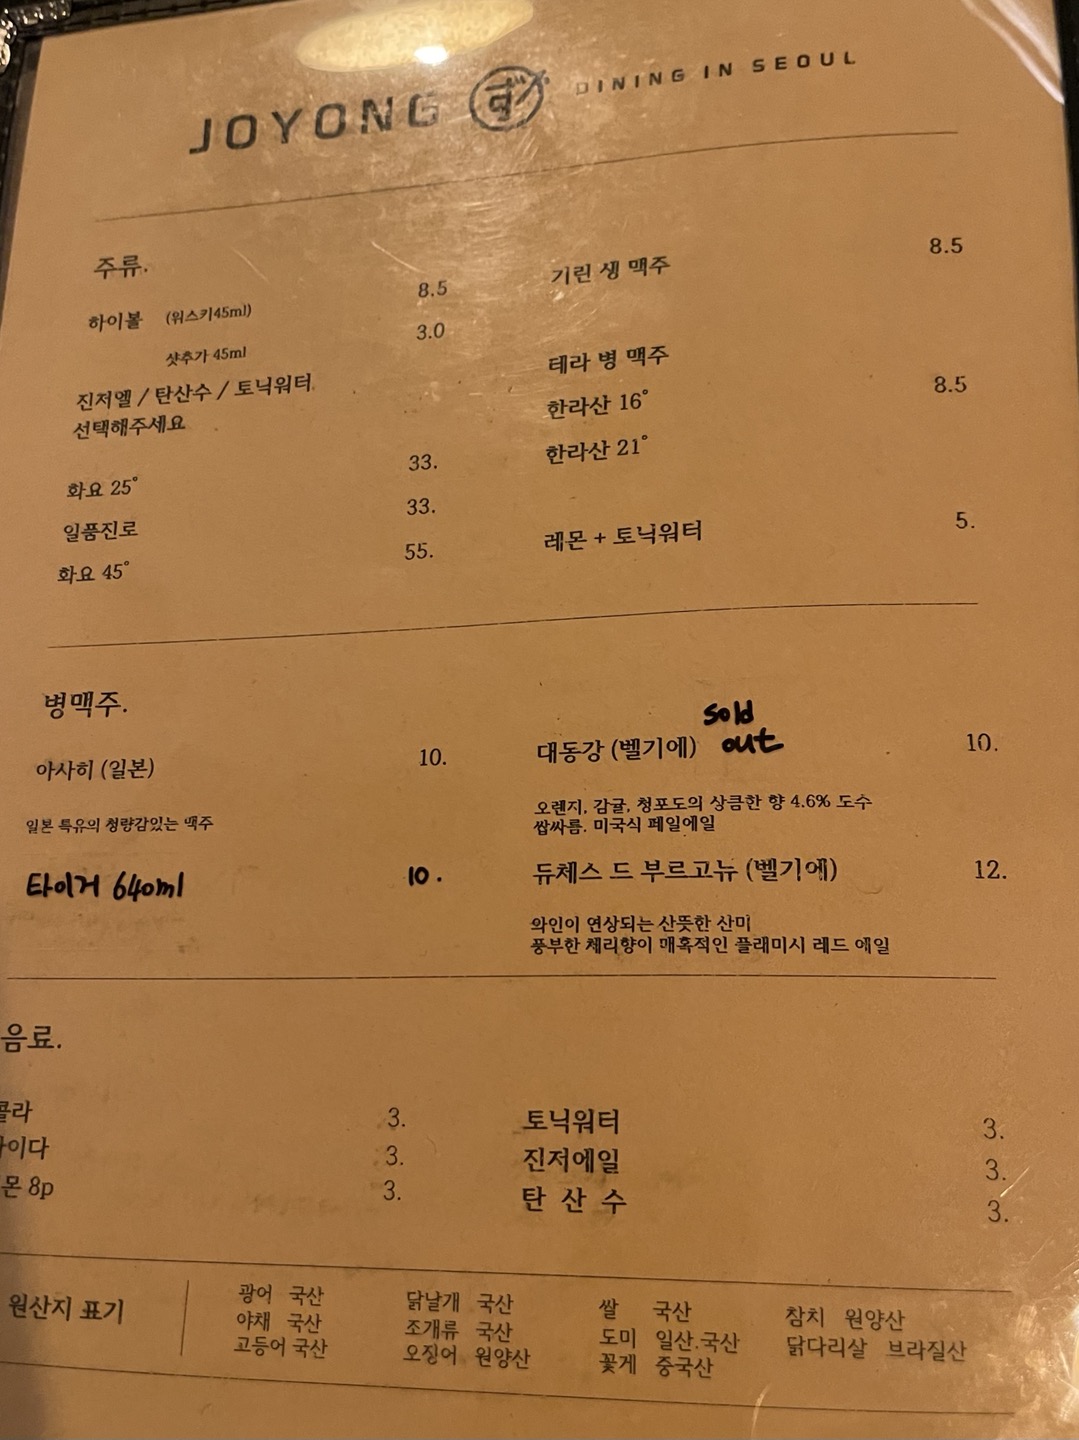 JOYONG
DINING IN SEOUL
주류.
하이볼 (위스키45ml) 8.5
샷추가 45ml 3.0
진저엘 / 탄산수 / 토닉워터
선택해주세요
화요 25° 33.
일품진로 33.
화요 45° 55.
기린 생 맥주 8.5
테라 병 맥주
한라산 16° 8.5
한라산 21°
레몬 + 토닉워터 5.
병맥주.
아사히 (일본) 10.
일본 특유의 청량감있는 맥주
타이거 640ml 10.
sold
out
대동강 (벨기에) 10.
오렌지, 감귤, 청포도의 상큼한 향 4.6% 도수
쌉싸름. 미국식 페일에일
듀체스 드 부르고뉴 (벨기에) 12.
와인이 연상되는 산뜻한 산미
풍부한 체리향이 매혹적인 플래미시 레드 에일
음료.
콜라 3.
이다 3.
몬 8p 3.
토닉워터 3.
진저에일 3.
탄 산 수 3.
원산지 표기
광어 국산
야채 국산
고등어 국산
닭날개 국산
조개류 국산
오징어 원양산
쌀 국산
도미 일산.국산
꽃게 중국산
참치 원양산
닭다리살 브라질산